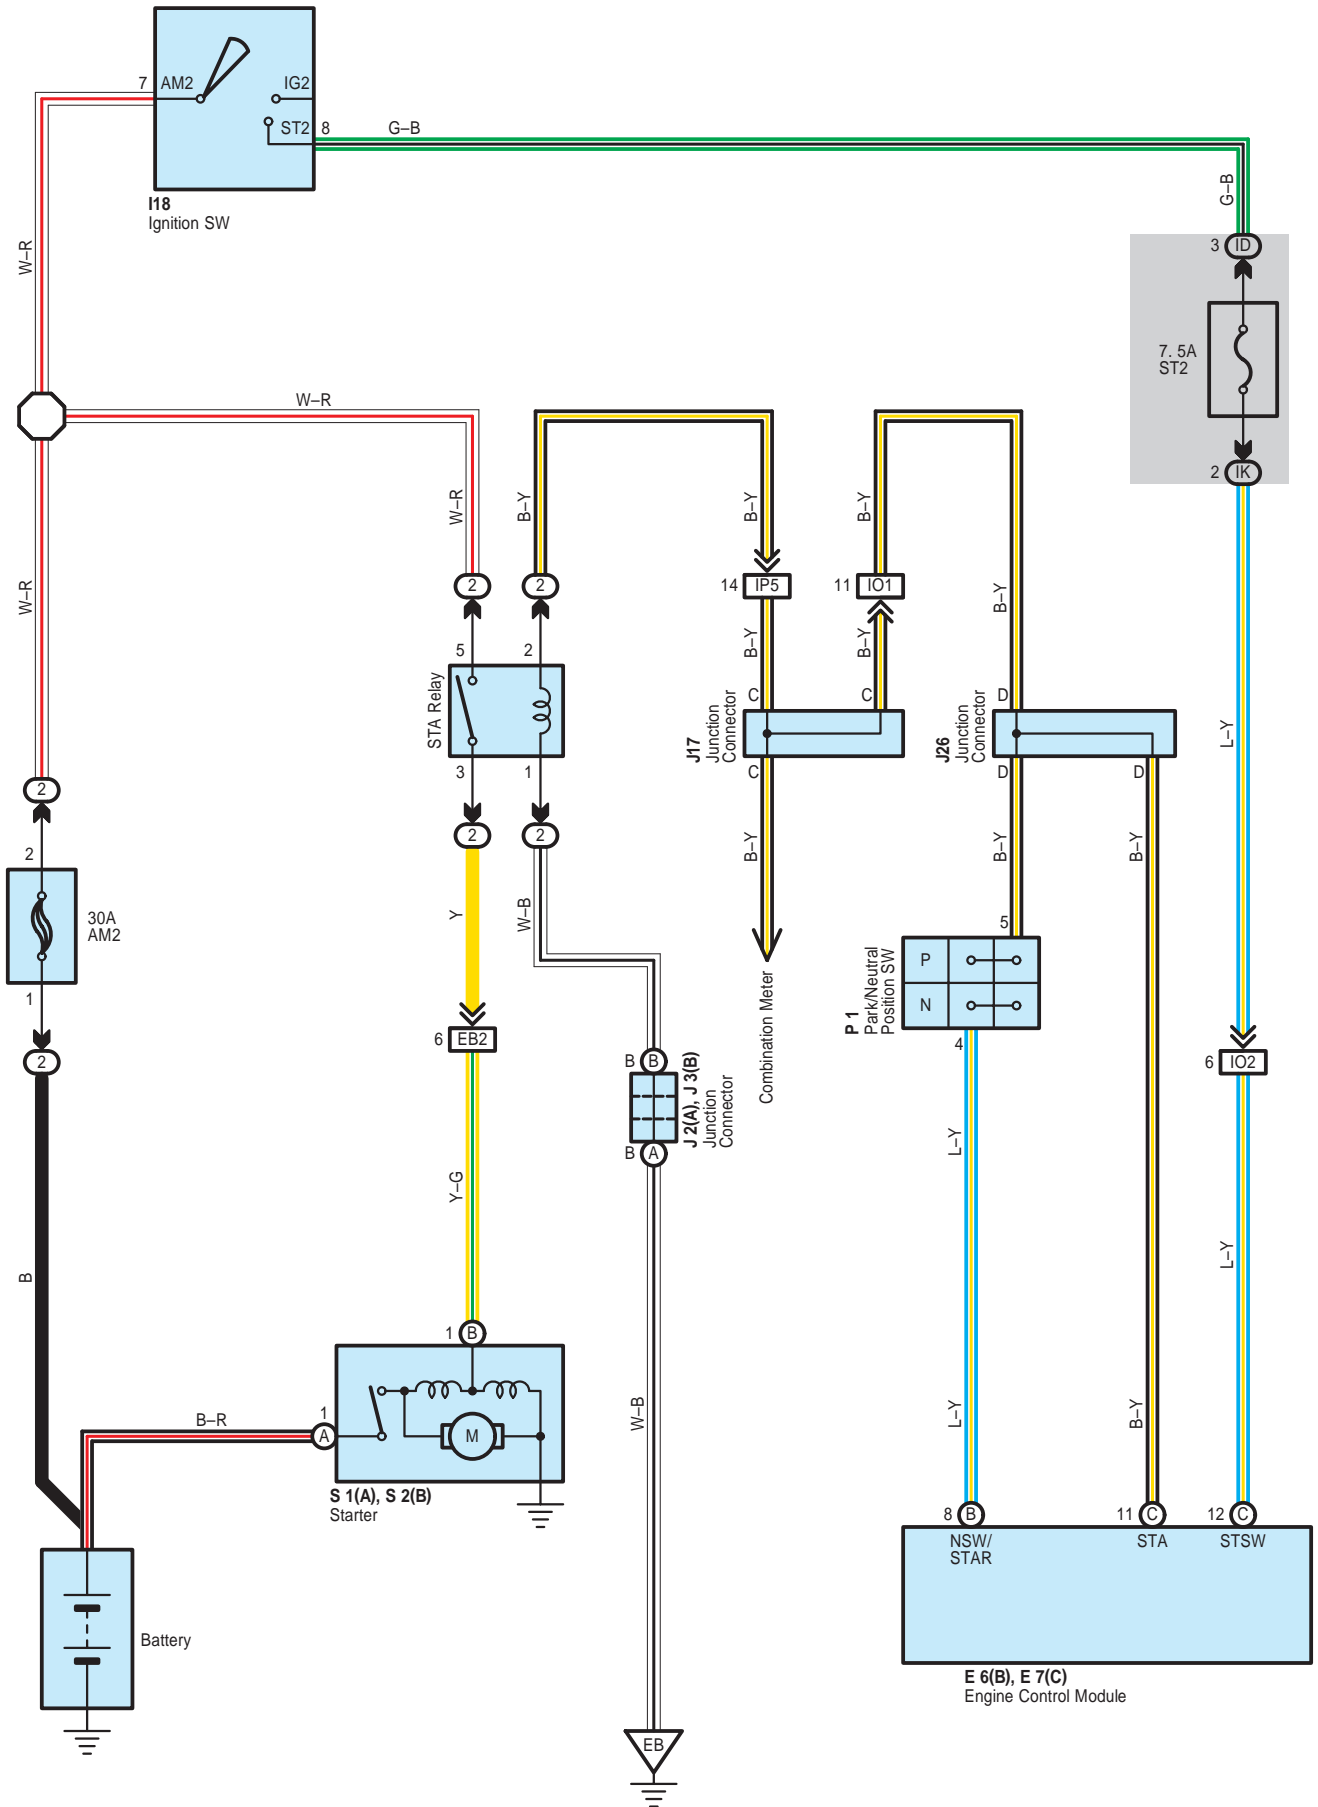 7
AM2
IG2
ST2
8
G–B
I18
Ignition SW
G–B
W–R
3
ID
7. 5A
ST2
2
IK
W–R
W–R
B–Y
B–Y
B–Y
2
2
14
IP5
11
IO1
W–R
5
2
B–Y
B–Y
B–Y
STA Relay
C
C
D
J17
Junction
Connector
J26
Junction
Connector
L–Y
3
1
C
D
D
2
2
2
2
B–Y
B–Y
B–Y
30A
AM2
Y
W–B
1
5
P
N
P 1
Park/Neutral
Position SW
Combination Meter
2
6
EB2
4
B
B
J 2(A), J 3(B)
Junction
Connector
B
A
6
IO2
L–Y
Y–G
B
L–Y
1
B
B–R
1
A
M
W–B
L–Y
B–Y
S 1(A), S 2(B)
Starter
8
B
11
C
12
C
NSW/
STAR
STA
STSW
Battery
E 6(B), E 7(C)
Engine Control Module
EB